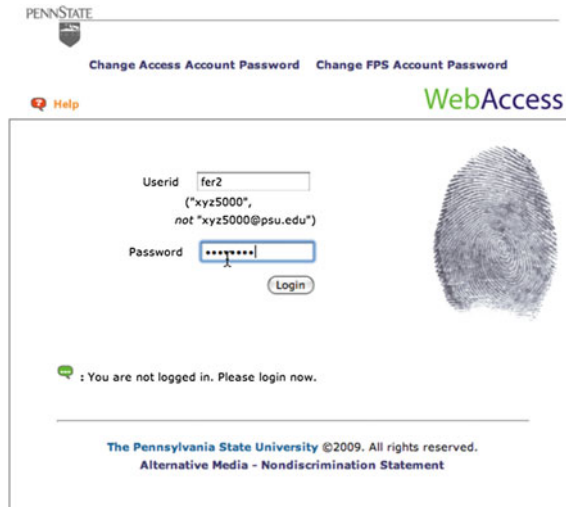 PENNSTATE
Change Access Account Password Change FPS Account Password
? Help
WebAccess
Userid fer2
("xyz5000",
not "xyz5000@psu.edu")
Password ••••••••
Login
: You are not logged in. Please login now.
The Pennsylvania State University ©2009. All rights reserved.
Alternative Media - Nondiscrimination Statement